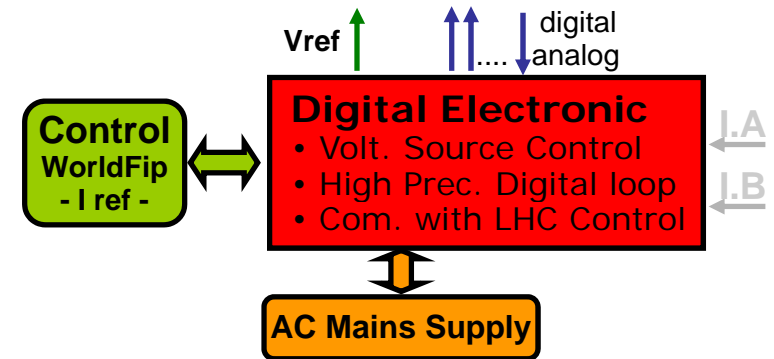 Vref
digital
.... analog
Control
WorldFip
- I ref -
Digital Electronic
• Volt. Source Control
• High Prec. Digital loop
• Com. with LHC Control
I.A
I.B
AC Mains Supply